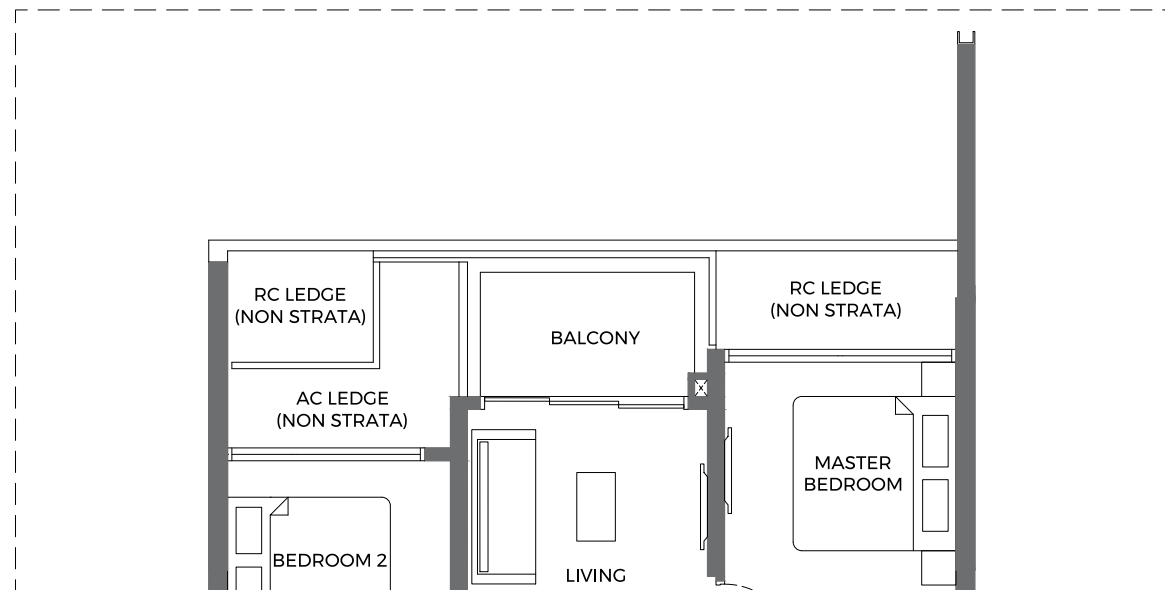 RC LEDGE
(NON STRATA)
RC LEDGE
(NON STRATA)
BALCONY
AC LEDGE
(NON STRATA)
MASTER
BEDROOM
BEDROOM 2
LIVING